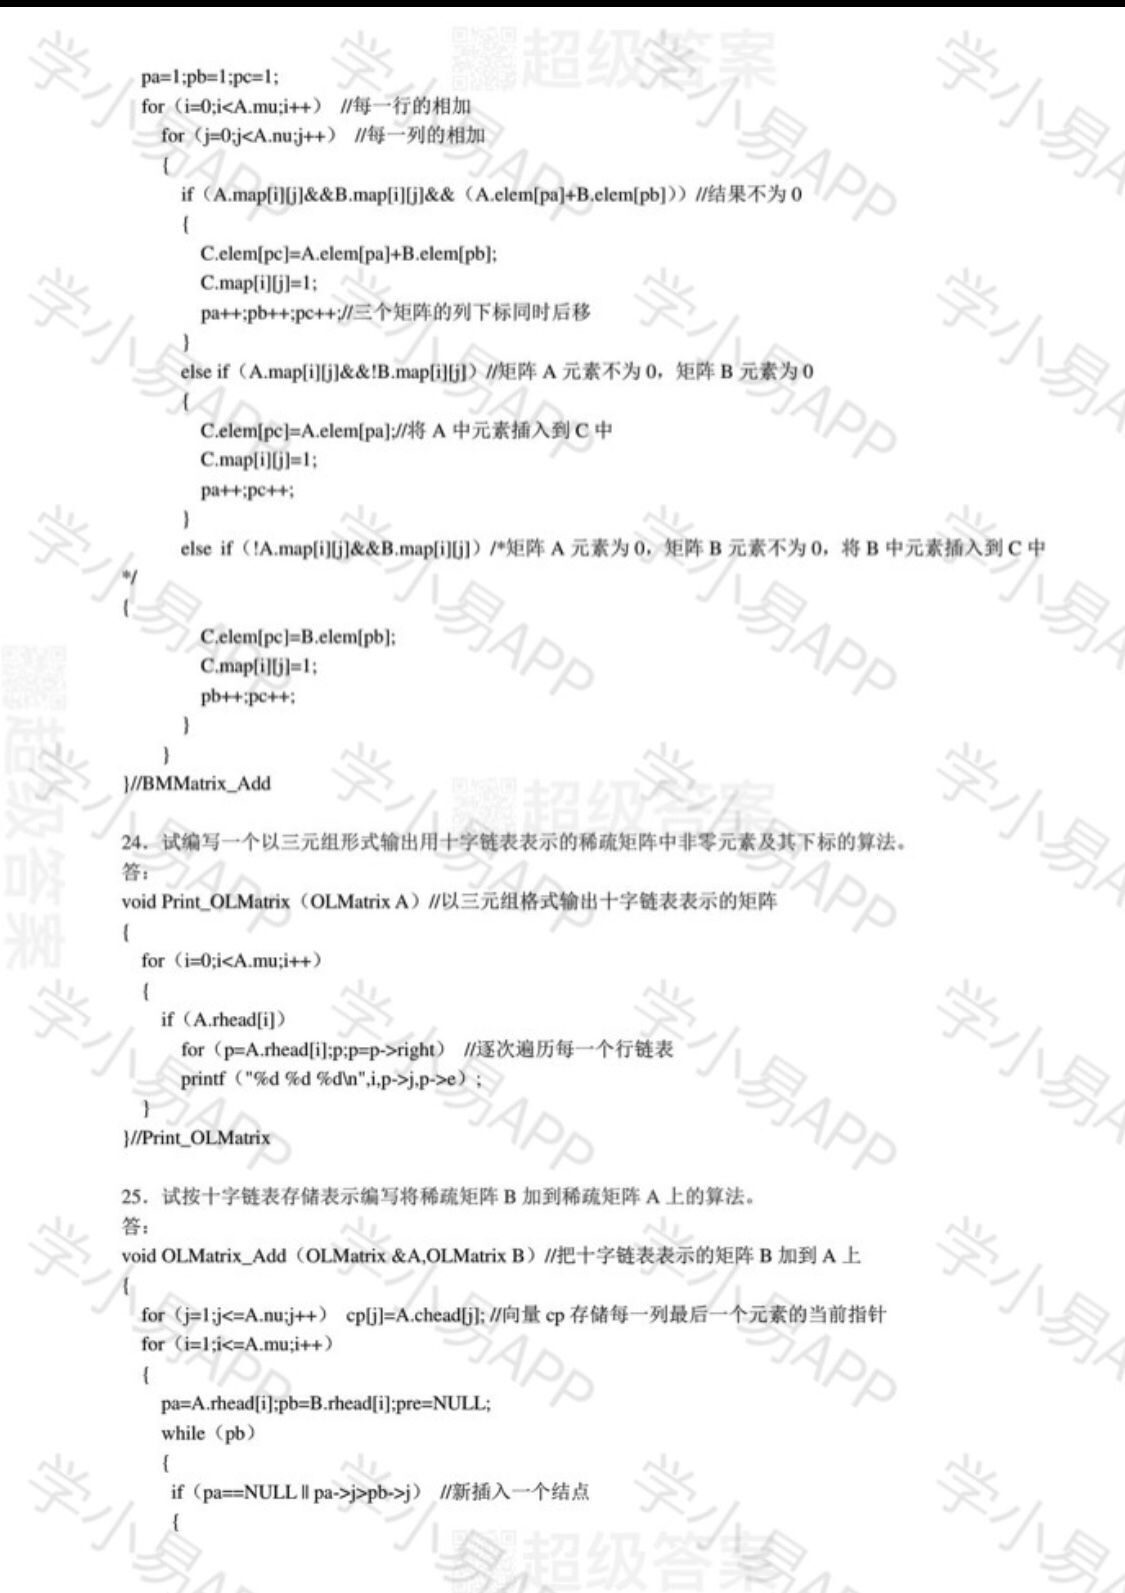 pa=1;pb=1;pc=1;
for（i=0;i<A.mu;i++） //每一行的相加
for（j=0;j<A.nu;j++） //每一列的相加
{
if（A.map[i][j]&&B.map[i][j]&&（A.elem[pa]+B.elem[pb]））//结果不为 0
{
C.elem[pc]=A.elem[pa]+B.elem[pb];
C.map[i][j]=1;
pa++;pb++;pc++;//三个矩阵的列下标同时后移
}
else if（A.map[i][j]&&!B.map[i][j]）//矩阵 A 元素不为 0，矩阵 B 元素为 0
{
C.elem[pc]=A.elem[pa];//将 A 中元素插入到 C 中
C.map[i][j]=1;
pa++;pc++;
}
else if（!A.map[i][j]&&B.map[i][j]）/*矩阵 A 元素为 0，矩阵 B 元素不为 0，将 B 中元素插入到 C 中
*/
{
C.elem[pc]=B.elem[pb];
C.map[i][j]=1;
pb++;pc++;
}
}
}//BMMatrix_Add
24．试编写一个以三元组形式输出用十字链表表示的稀疏矩阵中非零元素及其下标的算法。
答：
void Print_OLMatrix（OLMatrix A）//以三元组格式输出十字链表表示的矩阵
{
for（i=0;i<A.mu;i++）
{
if（A.rhead[i]）
for（p=A.rhead[i];p;p=p->right） //逐次遍历每一个行链表
printf（"%d %d %d\n",i,p->j,p->e）;
}
}//Print_OLMatrix
25．试按十字链表存储表示编写将稀疏矩阵 B 加到稀疏矩阵 A 上的算法。
答：
void OLMatrix_Add（OLMatrix &A,OLMatrix B）//把十字链表表示的矩阵 B 加到 A 上
{
for（j=1;j<=A.nu;j++） cp[j]=A.chead[j]; //向量 cp 存储每一列最后一个元素的当前指针
for（i=1;i<=A.mu;i++）
{
pa=A.rhead[i];pb=B.rhead[i];pre=NULL;
while（pb）
{
if（pa==NULL || pa->j>pb->j） //新插入一个结点
{
学小易APP
超级答案